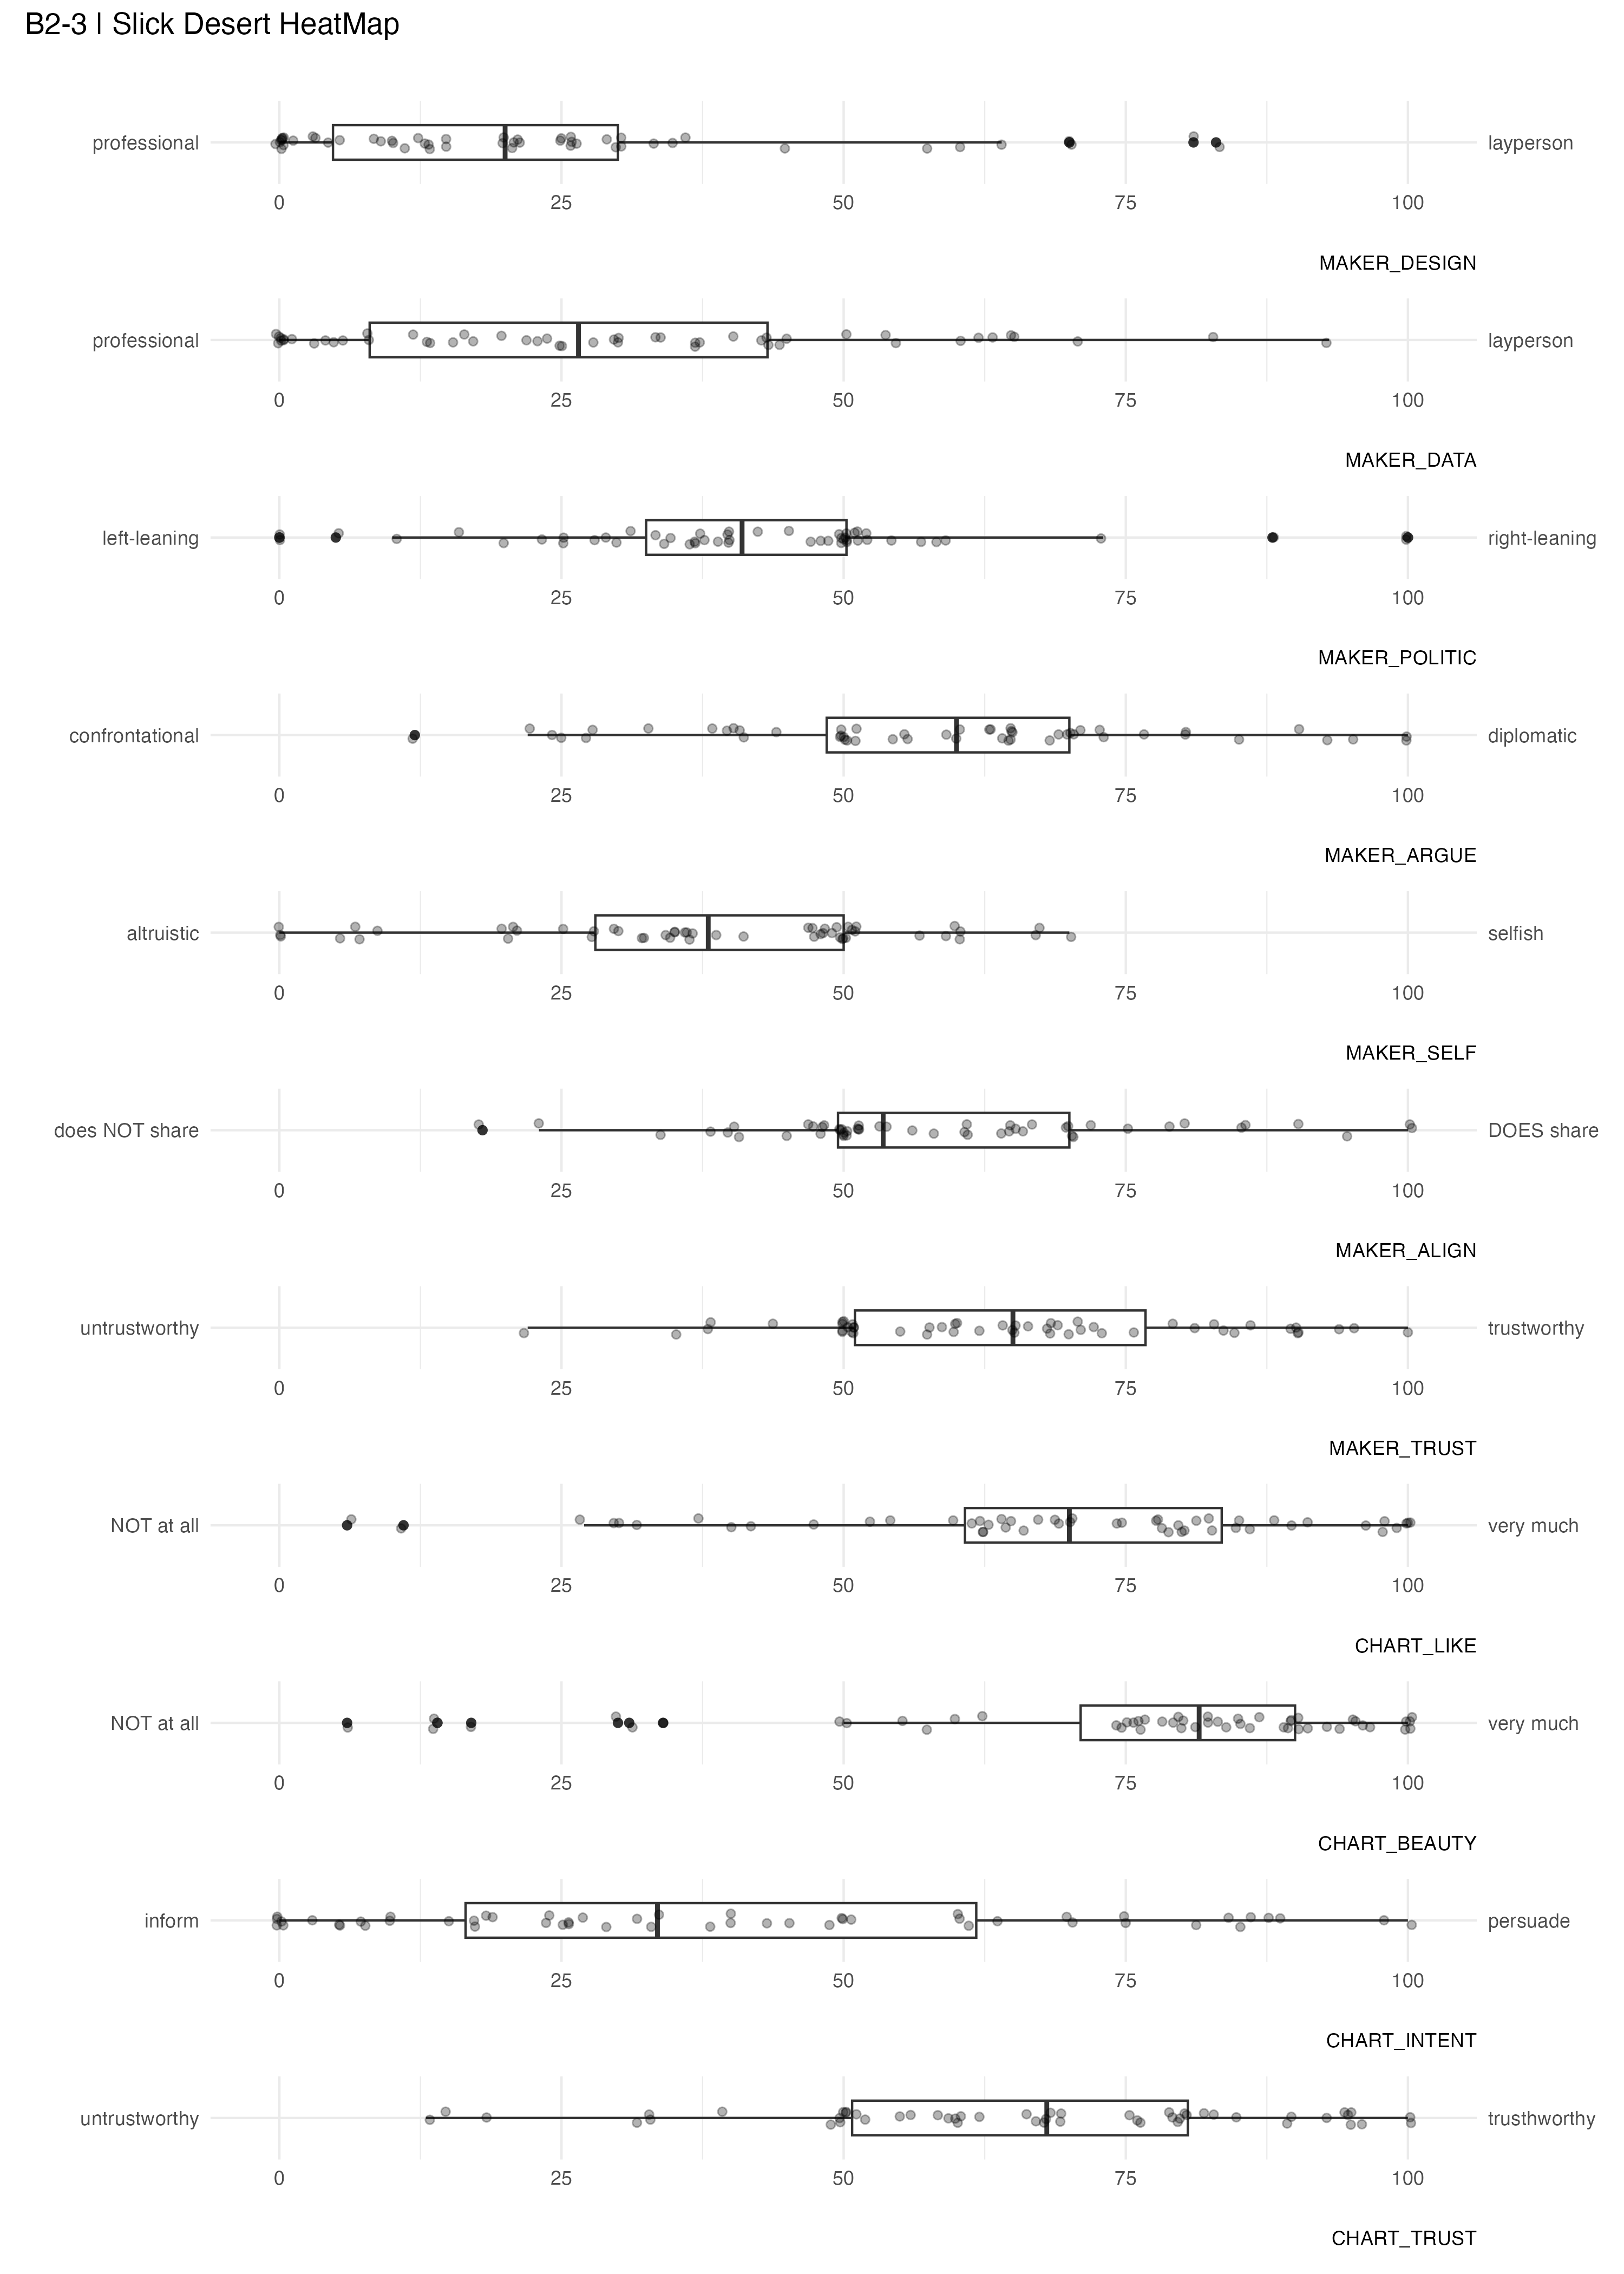 B2-3 | Slick Desert HeatMap
professional layperson
0 25 50 75 100
MAKER_DESIGN
professional layperson
0 25 50 75 100
MAKER_DATA
left-leaning right-leaning
0 25 50 75 100
MAKER_POLITIC
confrontational diplomatic
0 25 50 75 100
MAKER_ARGUE
altruistic selfish
0 25 50 75 100
MAKER_SELF
does NOT share DOES share
0 25 50 75 100
MAKER_ALIGN
untrustworthy trustworthy
0 25 50 75 100
MAKER_TRUST
NOT at all very much
0 25 50 75 100
CHART_LIKE
NOT at all very much
0 25 50 75 100
CHART_BEAUTY
inform persuade
0 25 50 75 100
CHART_INTENT
untrustworthy trusthworthy
0 25 50 75 100
CHART_TRUST